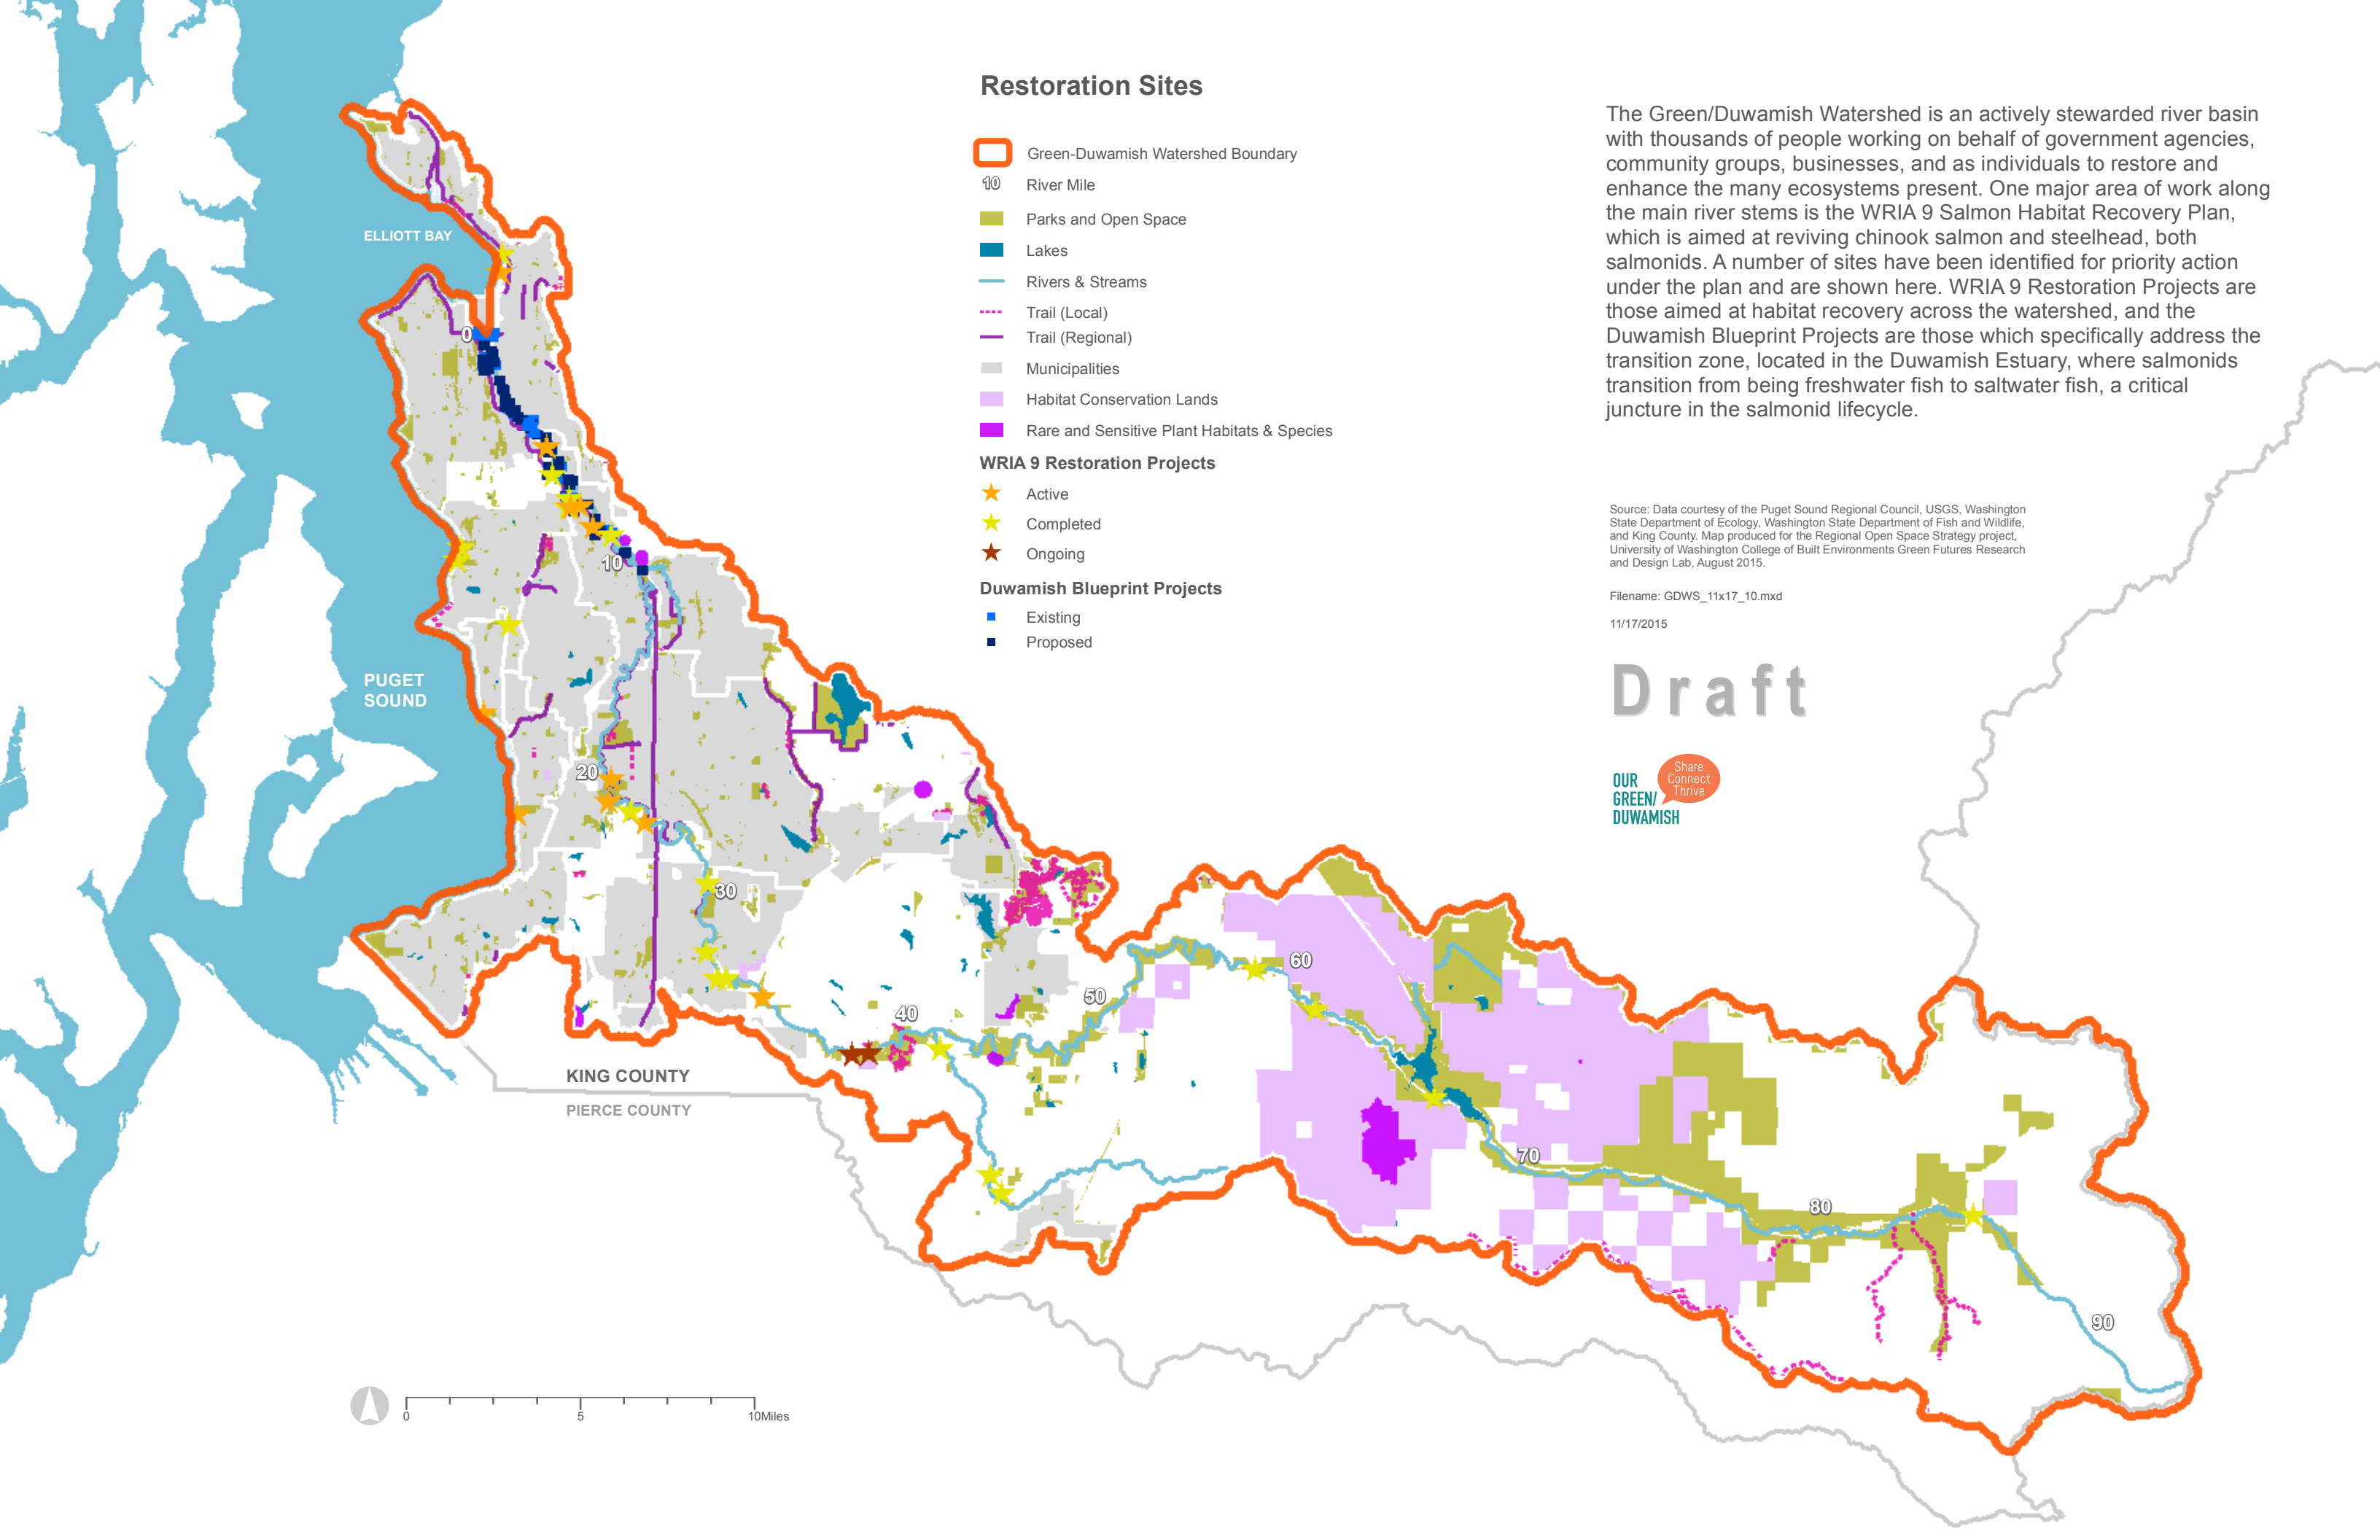 Restoration Sites
Green-Duwamish Watershed Boundary
10 River Mile
Parks and Open Space
Lakes
Rivers & Streams
Trail (Local)
Trail (Regional)
Municipalities
Habitat Conservation Lands
Rare and Sensitive Plant Habitats & Species
WRIA 9 Restoration Projects
Active
Completed
Ongoing
Duwamish Blueprint Projects
Existing
Proposed
The Green/Duwamish Watershed is an actively stewarded river basin
with thousands of people working on behalf of government agencies,
community groups, businesses, and as individuals to restore and
enhance the many ecosystems present. One major area of work along
the main river stems is the WRIA 9 Salmon Habitat Recovery Plan,
which is aimed at reviving chinook salmon and steelhead, both
salmonids. A number of sites have been identified for priority action
under the plan and are shown here. WRIA 9 Restoration Projects are
those aimed at habitat recovery across the watershed, and the
Duwamish Blueprint Projects are those which specifically address the
transition zone, located in the Duwamish Estuary, where salmonids
transition from being freshwater fish to saltwater fish, a critical
juncture in the salmonid lifecycle.
Source: Data courtesy of the Puget Sound Regional Council, USGS, Washington
State Department of Ecology, Washington State Department of Fish and Wildlife,
and King County. Map produced for the Regional Open Space Strategy project,
University of Washington College of Built Environments Green Futures Research
and Design Lab, August 2015.
Filename: GDWS_11x17_10.mxd
11/17/2015
Draft
Share
Connect
Thrive
OUR
GREEN/
DUWAMISH
ELLIOTT BAY
0
10
PUGET
SOUND
20
30
40
50
60
70
80
90
KING COUNTY
PIERCE COUNTY
0 5 10Miles